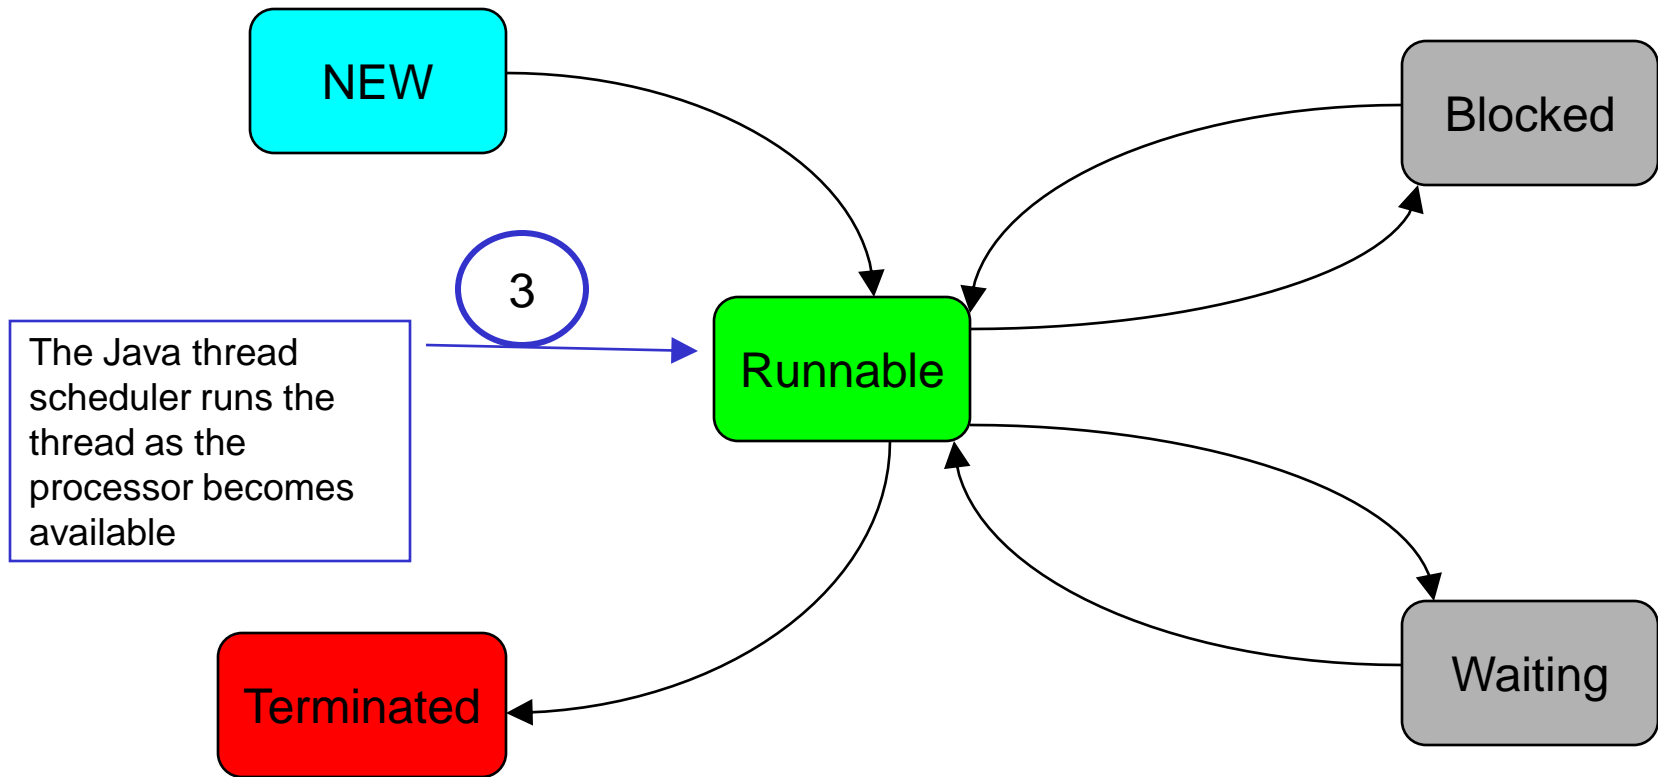 NEW
Blocked
3
The Java thread
scheduler runs the
thread as the
processor becomes
available
Runnable
Terminated
Waiting